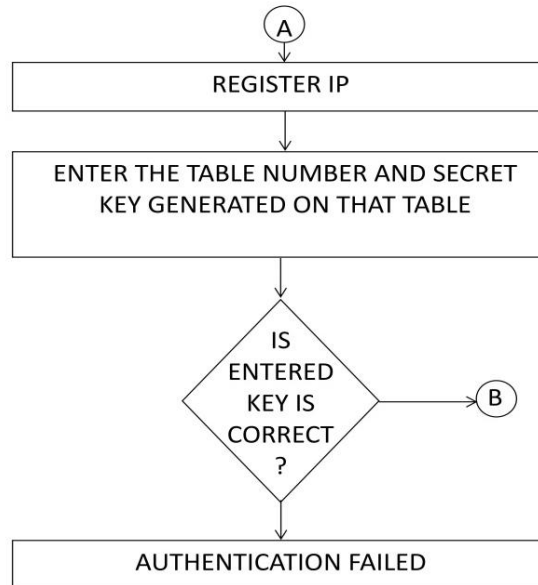 A
REGISTER IP
ENTER THE TABLE NUMBER AND SECRET
KEY GENERATED ON THAT TABLE
IS
ENTERED
KEY IS
CORRECT
?
B
AUTHENTICATION FAILED